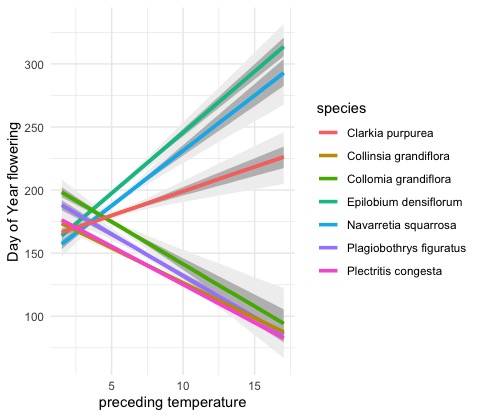 Day of Year flowering
300
250
200
150
100
5
10
15
preceding temperature
species
Clarkia purpurea
Collinsia grandiflora
Collomia grandiflora
Epilobium densiflorum
Navarretia squarrosa
Plagiobothrys figuratus
Plectritis congesta